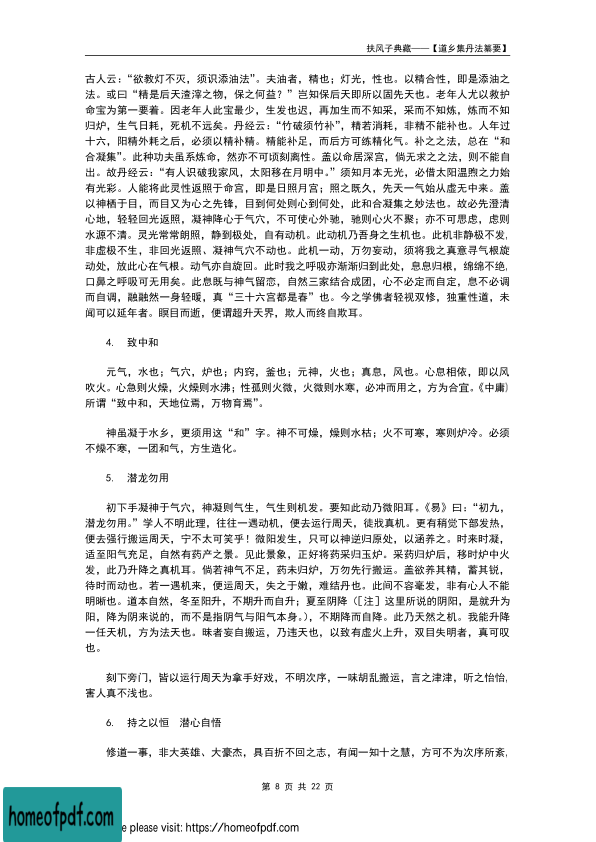 扶风子典藏——【道乡集丹法纂要】
古人云：“欲教灯不灭，须识添油法”。夫油者，精也；灯光，性也。以精合性，即是添油之
法。或曰“精是后天渣滓之物，保之何益？”岂知保后天即所以固先天也。老年人尤以救护
命宝为第一要着。因老年人此宝最少，生发也迟，再加生而不知采，采而不知炼，炼而不知
归炉，生气日耗，死机不远矣。丹经云：“竹破须竹补”，精若消耗，非精不能补也。人年过
十六，阳精外耗之后，必须以精补精。精能补足，而后方可练精化气。补之之法，总在“和
合凝集”。此种功夫虽系炼命，然亦不可顷刻离性。盖以命居深宫，倘无求之之法，则不能自
出。故丹经云：“有人识破我家风，太阳移在月明中。”须知月本无光，必借太阳温煦之力始
有光彩。人能将此灵性返照于命宫，即是日照月宫；照之既久，先天一气始从虚无中来。盖
以神栖于目，而目又为心之先锋，目到何处则心到何处，此和合凝集之妙法也。故必先澄清
心地，轻轻回光返照，凝神降心于气穴，不可使心外驰，驰则心火不聚；亦不可思虑，虑则
水源不清。灵光常常朗照，静到极处，自有动机。此动机乃吾身之生机也。此机非静极不发，
非虚极不生，非回光返照、凝神气穴不动也。此机一动，万勿妄动，须将我之真意寻气根旋
动处，放此心在气根。动气亦自旋回。此时我之呼吸亦渐渐归到此处，息息归根，绵绵不绝，
口鼻之呼吸可无用矣。此息既与神气留恋，自然三家结合成团，心不必定而自定，息不必调
而自调，融融然一身轻暖，真“三十六宫都是春”也。今之学佛者轻视双修，独重性道，未
闻可以延年者。瞑目而逝，便谓超升天界，欺人而终自欺耳。
4. 致中和
元气，水也；气穴，炉也；内窍，釜也；元神，火也；真息，风也。心息相依，即以风
吹火。心急则火燥，火燥则水沸；性孤则火微，火微则水寒，必冲而用之，方为合宜。《中庸》
所谓“致中和，天地位焉，万物育焉”。
神虽凝于水乡，更须用这“和”字。神不可燥，燥则水枯；火不可寒，寒则炉冷。必须
不燥不寒，一团和气，方生造化。
5. 潜龙勿用
初下手凝神于气穴，神凝则气生，气生则机发。要知此动乃微阳耳。《易》曰：“初九，
潜龙勿用。”学人不明此理，往往一遇动机，便去运行周天，徒戕真机。更有稍觉下部发热，
便去强行搬运周天，宁不太可笑乎！微阳发生，只可以神逆归原处，以涵养之。时来时凝，
适至阳气充足，自然有药产之景。见此景象，正好将药采归玉炉。采药归炉后，移时炉中火
发，此乃升降之真机耳。倘若神气不足，药未归炉，万勿先行搬运。盖欲养其精，蓄其锐，
待时而动也。若一遇机来，便运周天，失之于嫩，难结丹也。此间不容毫发，非有心人不能
明晰也。道本自然，冬至阳升，不期升而自升；夏至阴降（[注] 这里所说的阴阳，是就升为
阳，降为阴来说的，而不是指阴气与阳气本身。），不期降而自降。此乃天然之机。我能升降
一任天机，方为法天也。昧者妄自搬运，乃违天也，以致有虚火上升，双目失明者，真可叹
也。
刻下旁门，皆以运行周天为拿手好戏，不明次序，一味胡乱搬运，言之津津，听之怡怡，
害人真不浅也。
6. 持之以恒 潜心自悟
修道一事，非大英雄、大豪杰，具百折不回之志，有闻一知十之慧，方可不为次序所紊，
第 8 页 共 22 页
homeofpdf.com
e please visit: https://homeofpdf.com